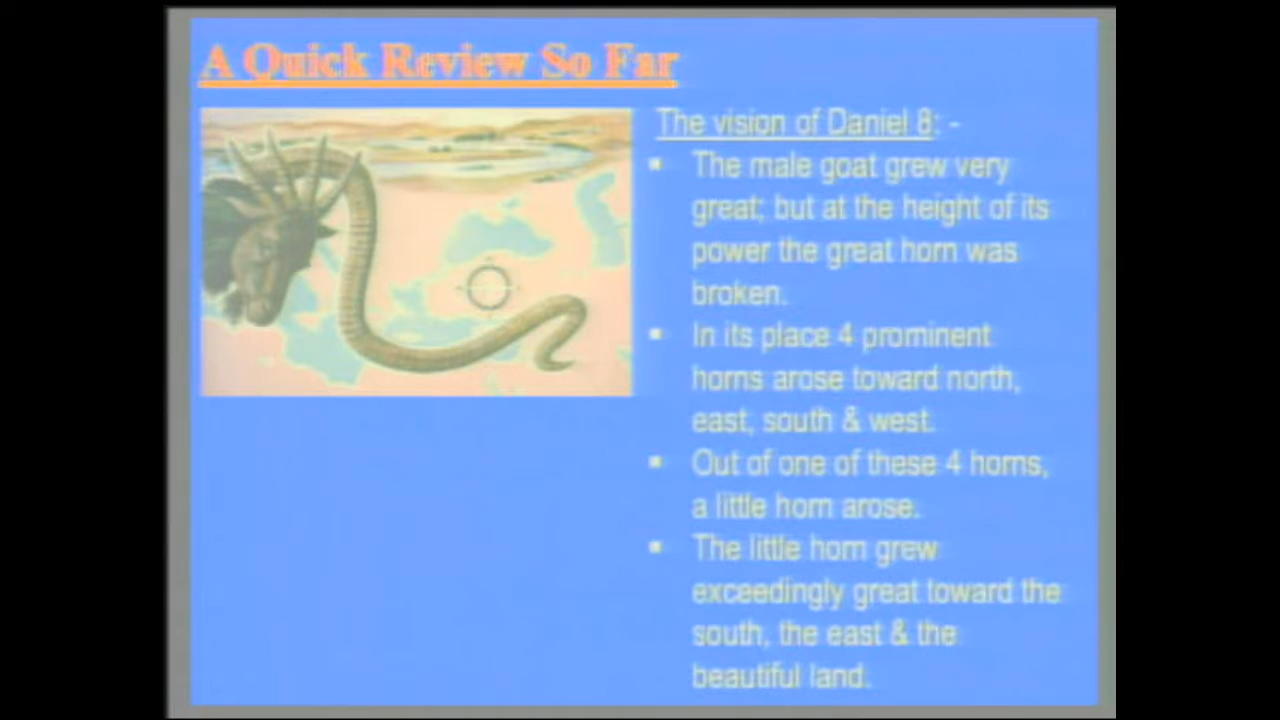 A Quick Review So Far
The vision of Daniel 8: -
▪ The male goat grew very
great; but at the height of its
power the great horn was
broken.
▪ In its place 4 prominent
horns arose toward north,
east, south & west.
▪ Out of one of these 4 horns,
a little horn arose.
▪ The little horn grew
exceedingly great toward the
south, the east & the
beautiful land.